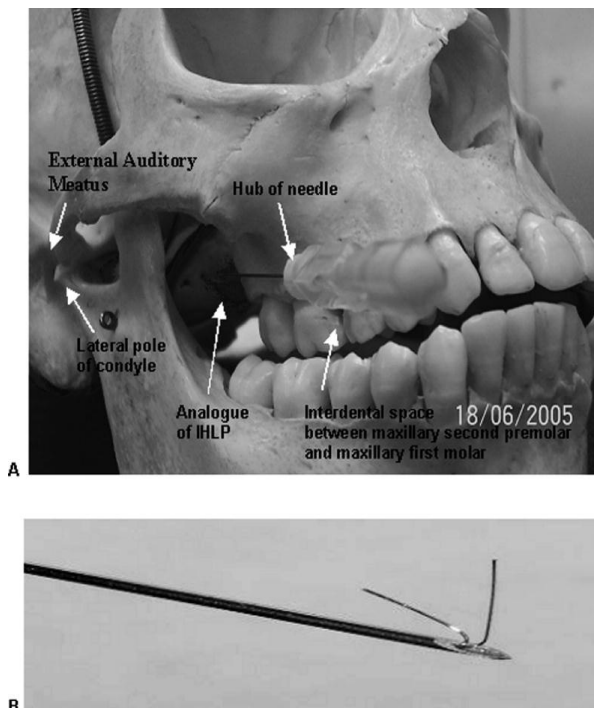 A
External Auditory
Meatus
Hub of needle
Lateral pole
of condyle
Analogue
of IHLP
Interdental space
between maxillary second premolar
and maxillary first molar
18/06/2005
B